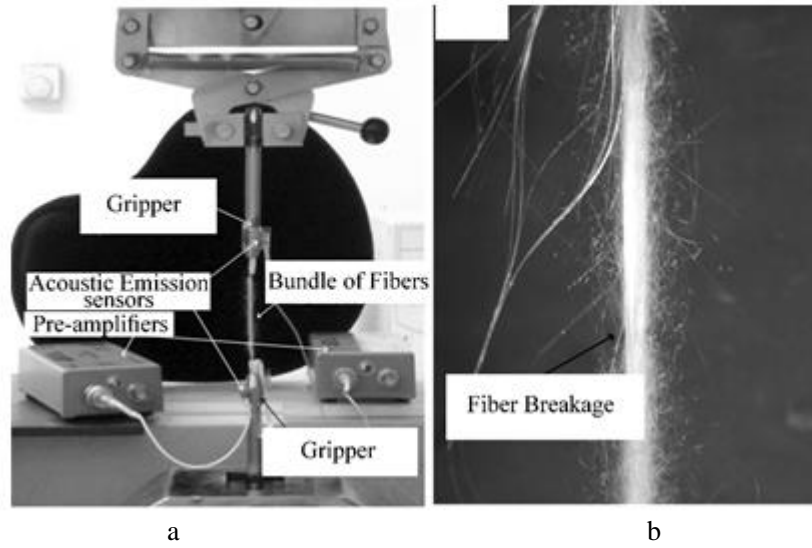 Gripper
Acoustic Emission
sensors
Bundle of Fibers
Pre-amplifiers
Gripper
Fiber Breakage
a
b